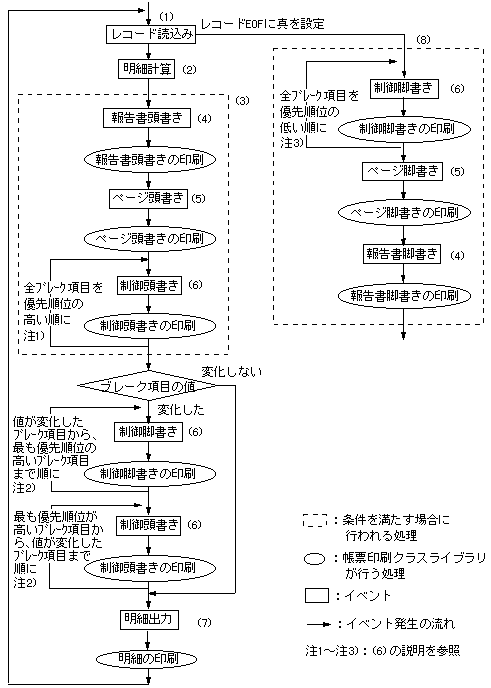 (1)
レコード読込み
レコードEOFに真を設定
明細計算
(2)
(3)
報告書頭書き
(4)
報告書頭書きの印刷
ページ頭書き
(5)
ページ頭書きの印刷
全ブレーク項目を
優先順位の
高い順に
注1)
制御頭書き
(6)
制御頭書きの印刷
ブレーク項目の値
変化しない
変化した
値が変化した
ブレーク項目から、
最も優先順位の
高いブレーク項目
まで順に
注2)
制御脚書き
(6)
制御脚書きの印刷
最も優先順位が
高いブレーク項目か
ら、値が変化した
ブレーク項目まで
順に
注2)
制御頭書き
(6)
制御頭書きの印刷
明細出力
(7)
明細の印刷
(8)
全ブレーク項目を
優先順位の
低い順に
注3)
制御脚書き
(6)
制御脚書きの印刷
ページ脚書き
(5)
ページ脚書きの印刷
報告書脚書き
(4)
報告書脚書きの印刷
:条件を満たす場合に
行われる処理
:帳票印刷クラスライブラリ
が行う処理
:イベント
:イベント発生の流れ
注1~注3):(6)の説明を参照